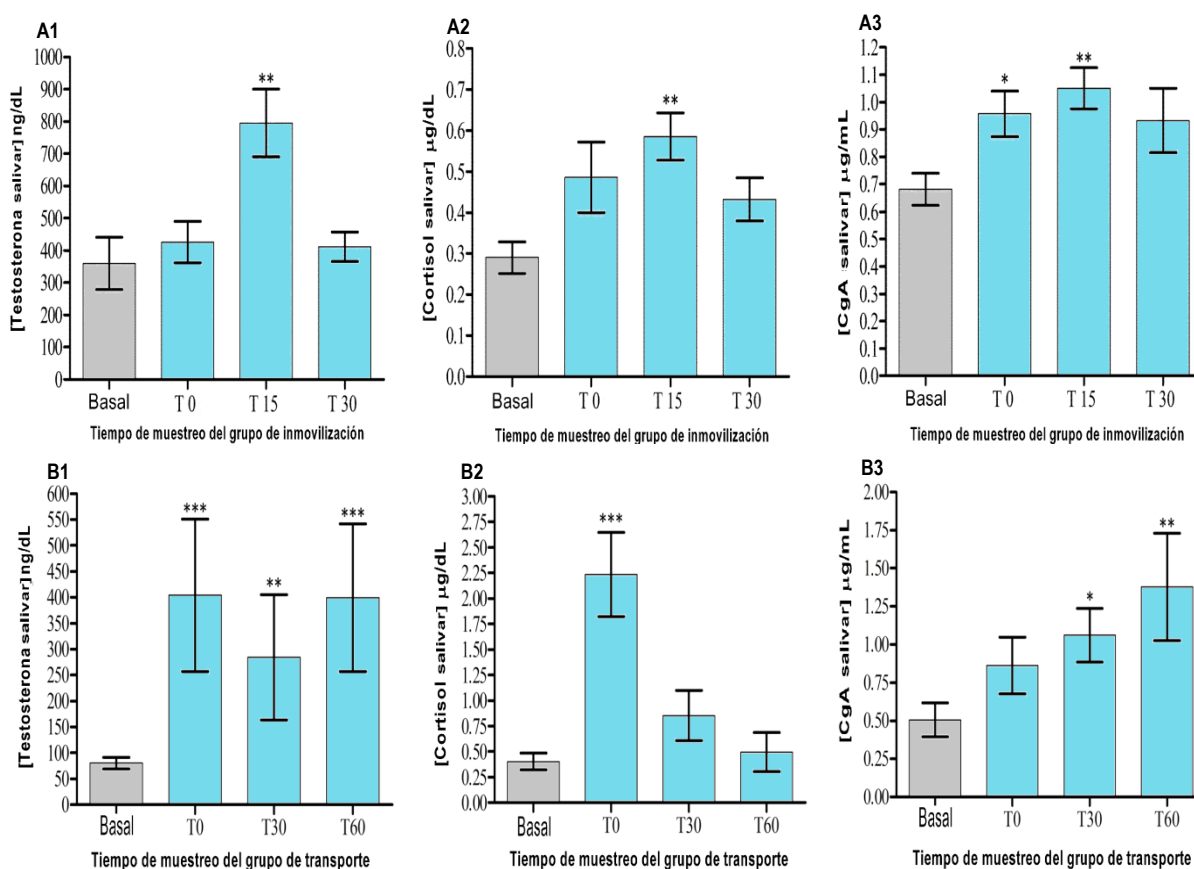 A1
[Testosterona salivar]ng/dL
1000
900
800
700
600
500
400
300
200
100
0
**
Basal
T 0
T 15
T 30
Tiempo de muestreo del grupo de inmovilización
A2
[Cortisol salivar] µg/dL
0.8
0.7
0.6
0.5
0.4
0.3
0.2
0.1
0.0
**
Basal
T 0
T 15
T 30
Tiempo de muestreo del grupo de inmovilización
A3
[CgA salivar] µg/mL
1.2
1.1
1.0
0.9
0.8
0.7
0.6
0.5
0.4
0.3
0.2
0.1
0.0
*
**
Basal
T 0
T 15
T 30
Tiempo de muestreo del grupo de inmovilización
B1
[Testosterona salivar]ng/dL
600
550
500
450
400
350
300
250
200
150
100
50
0
***
**
***
Basal
T0
T30
T60
Tiempo de muestreo del grupo de transporte
B2
[Cortisol salivar] µg/dL
3.00
2.75
2.50
2.25
2.00
1.75
1.50
1.25
1.00
0.75
0.50
0.25
0.00
***
Basal
T0
T30
T60
Tiempo de muestreo del grupo de transporte
B3
[CgA salivar] µg/mL
2.00
1.75
1.50
1.25
1.00
0.75
0.50
0.25
0.00
*
**
Basal
T0
T30
T60
Tiempo de muestreo del grupo de transporte